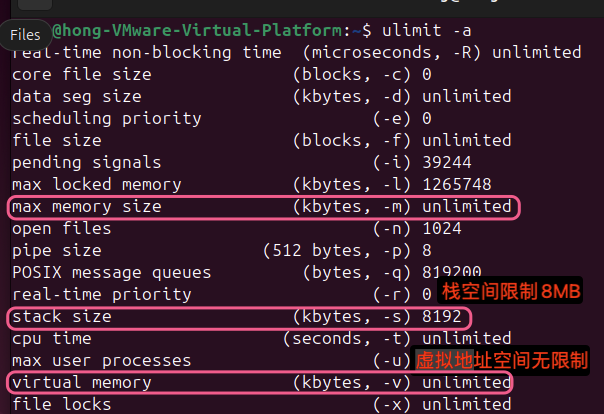 @hong-VMware-Virtual-Platform:~$ ulimit -a
Files
real-time non-blocking time (microseconds, -R) unlimited
core file size (blocks, -c) 0
data seg size (kbytes, -d) unlimited
scheduling priority (-e) 0
file size (blocks, -f) unlimited
pending signals (-i) 39244
max locked memory (kbytes, -l) 1265748
max memory size (kbytes, -m) unlimited
open files (-n) 1024
pipe size (512 bytes, -p) 8
POSIX message queues (bytes, -q) 819200
real-time priority (-r) 0
栈空间限制8MB
stack size (kbytes, -s) 8192
cpu time (seconds, -t) unlimited
max user processes (-u)
虚拟地址空间无限制
virtual memory (kbytes, -v) unlimited
file locks (-x) unlimited